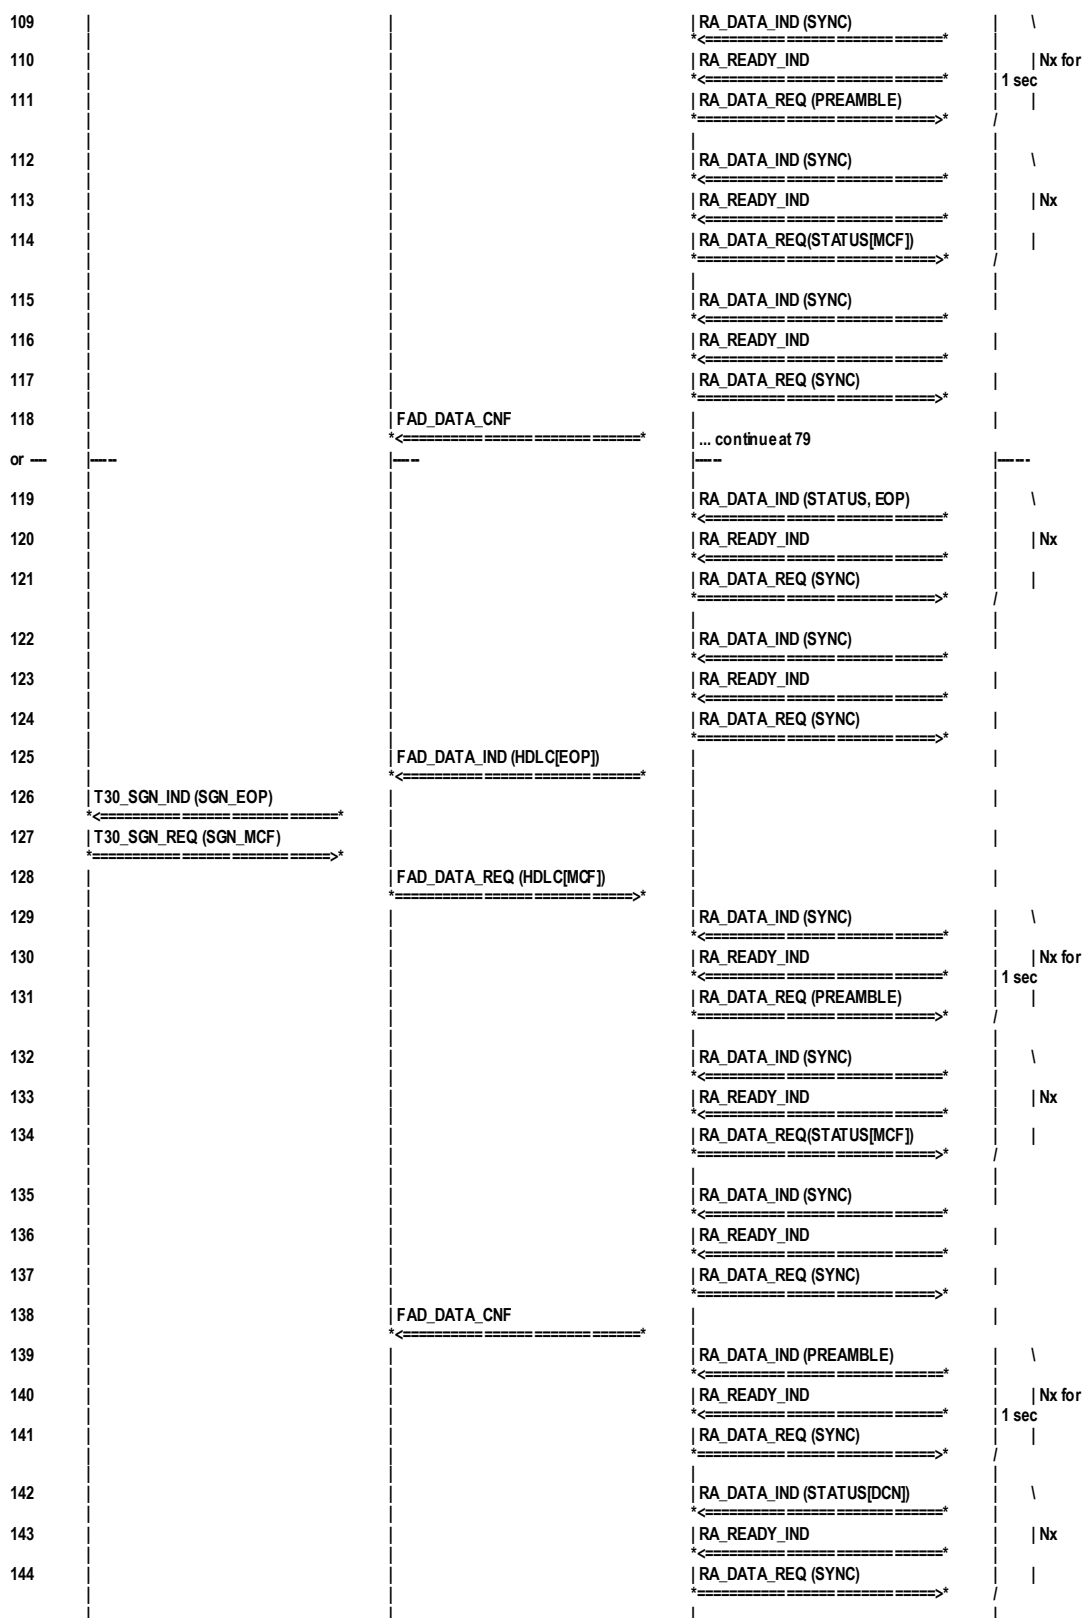 109 | | | RA_DATA_IND (SYNC) | \
*<=======================*
110 | | | RA_READY_IND | | Nx for
*<=======================* | 1 sec
111 | | | RA_DATA_REQ (PREAMBLE) | |
*=======================>* /
112 | | | RA_DATA_IND (SYNC) | \
*<=======================*
113 | | | RA_READY_IND | | Nx
*<=======================*
114 | | | RA_DATA_REQ(STATUS[MCF]) | |
*=======================>* /
115 | | | RA_DATA_IND (SYNC) |
*<=======================*
116 | | | RA_READY_IND |
*<=======================*
117 | | | RA_DATA_REQ (SYNC) |
*=======================>*
118 | | FAD_DATA_CNF | |
*<=======================* | ... continue at 79
or ---- |------ |------ |------ |-------
119 | | | RA_DATA_IND (STATUS, EOP) | \
*<=======================*
120 | | | RA_READY_IND | | Nx
*<=======================*
121 | | | RA_DATA_REQ (SYNC) | |
*=======================>* /
122 | | | RA_DATA_IND (SYNC) |
*<=======================*
123 | | | RA_READY_IND |
*<=======================*
124 | | | RA_DATA_REQ (SYNC) |
*=======================>*
125 | | FAD_DATA_IND (HDLC[EOP]) | |
*<=======================*
126 | T30_SGN_IND (SGN_EOP) | | |
*<=======================*
127 | T30_SGN_REQ (SGN_MCF) | | |
*=======================>*
128 | | FAD_DATA_REQ (HDLC[MCF]) | |
*=======================>*
129 | | | RA_DATA_IND (SYNC) | \
*<=======================*
130 | | | RA_READY_IND | | Nx for
*<=======================* | 1 sec
131 | | | RA_DATA_REQ (PREAMBLE) | |
*=======================>* /
132 | | | RA_DATA_IND (SYNC) | \
*<=======================*
133 | | | RA_READY_IND | | Nx
*<=======================*
134 | | | RA_DATA_REQ(STATUS[MCF]) | |
*=======================>* /
135 | | | RA_DATA_IND (SYNC) |
*<=======================*
136 | | | RA_READY_IND |
*<=======================*
137 | | | RA_DATA_REQ (SYNC) |
*=======================>*
138 | | FAD_DATA_CNF | |
*<=======================*
139 | | | RA_DATA_IND (PREAMBLE) | \
*<=======================*
140 | | | RA_READY_IND | | Nx for
*<=======================* | 1 sec
141 | | | RA_DATA_REQ (SYNC) | |
*=======================>* /
142 | | | RA_DATA_IND (STATUS[DCN]) | \
*<=======================*
143 | | | RA_READY_IND | | Nx
*<=======================*
144 | | | RA_DATA_REQ (SYNC) | |
*=======================>* /